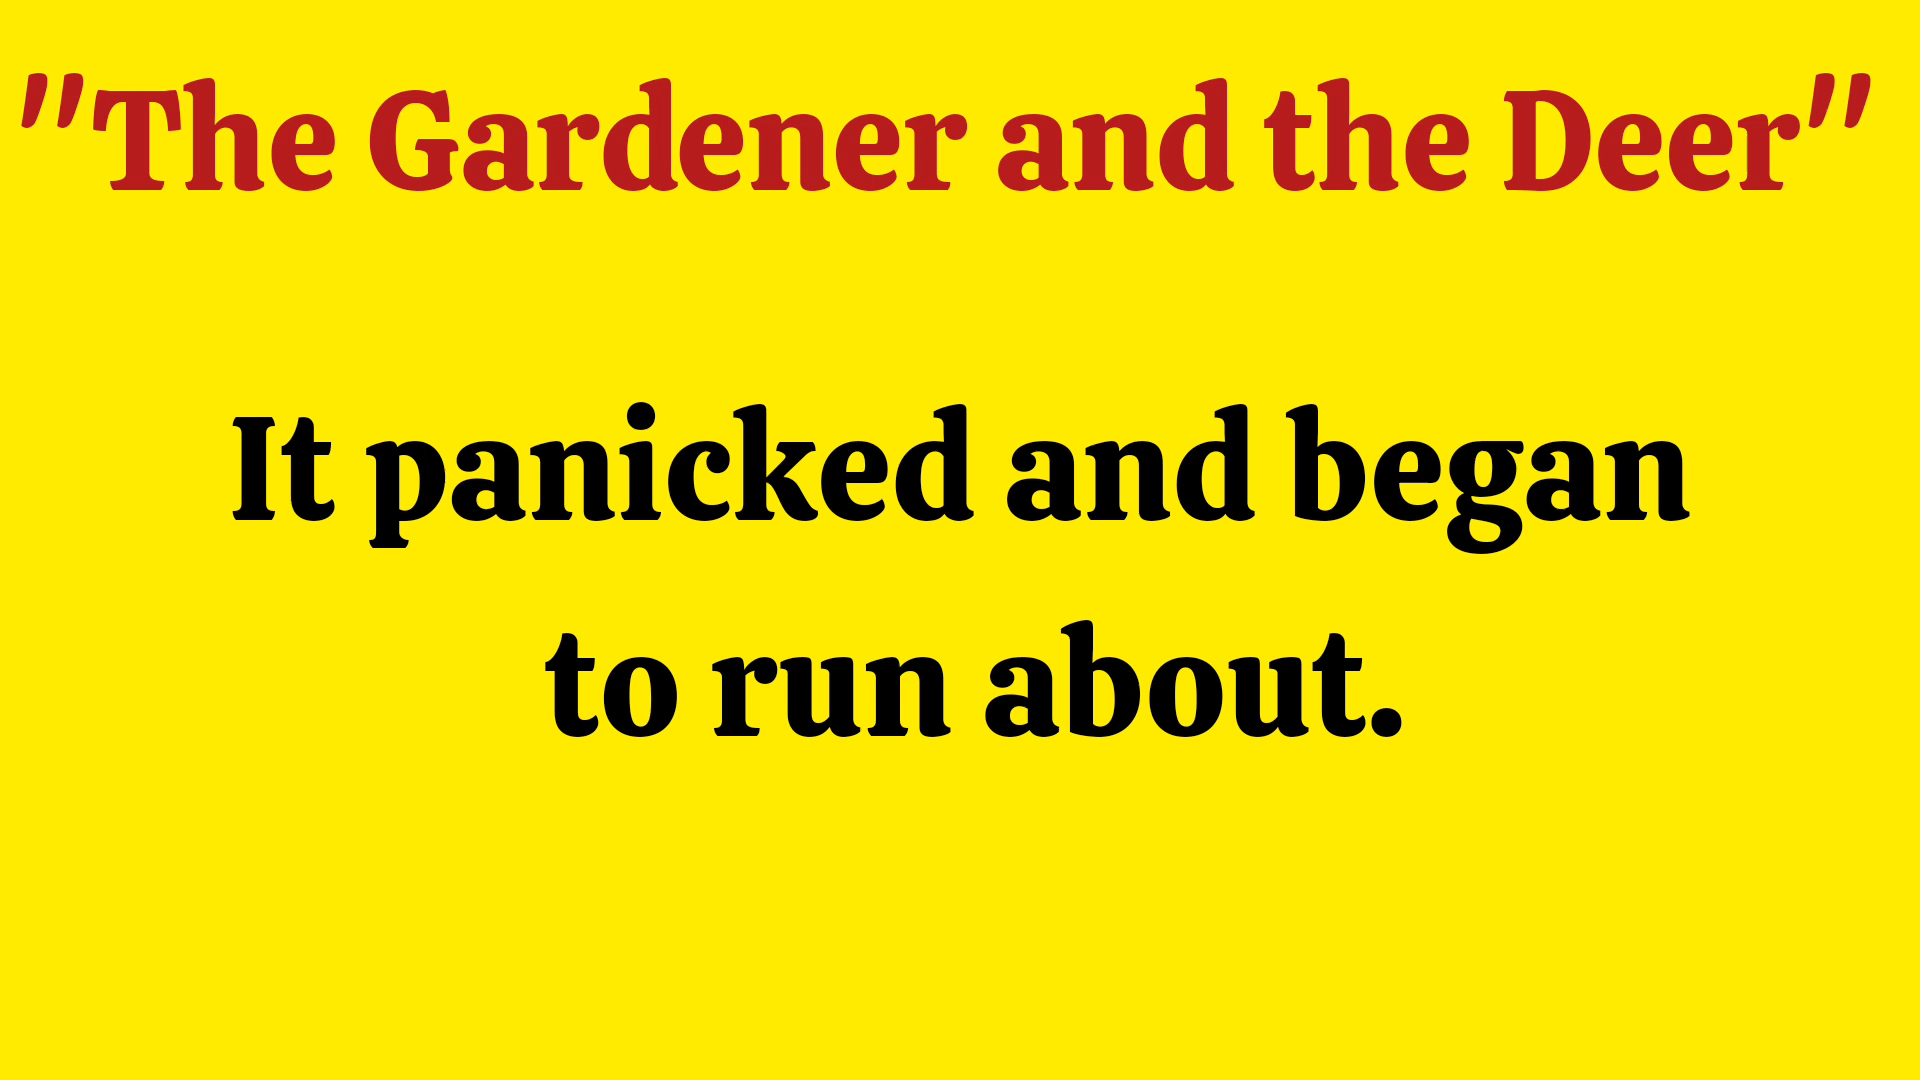 "The Gardener and the Deer"
It panicked and began
to run about.